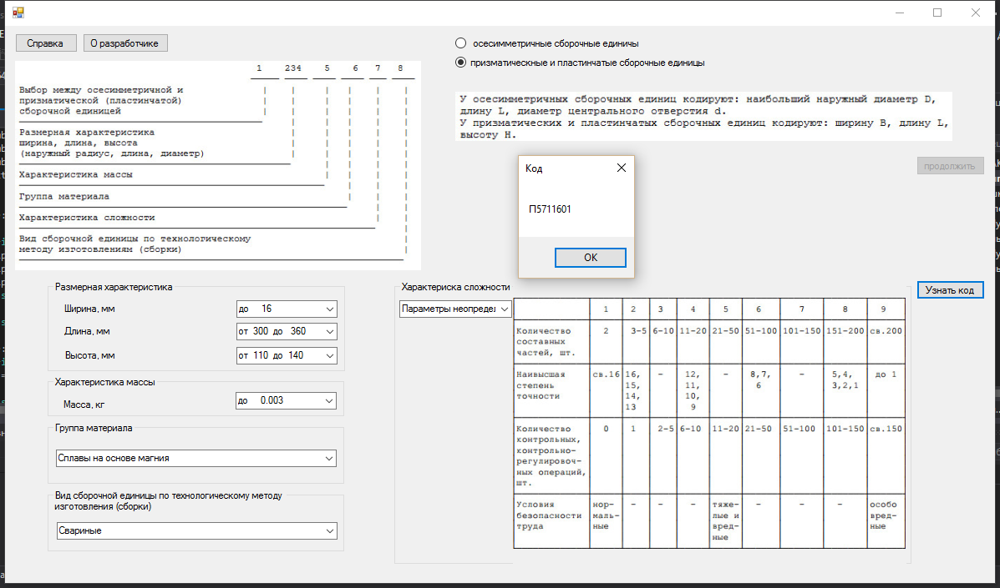 Справка
О разработчике
1 234 5 6 7 8
Выбор между осесимметричной и
призматической (пластинчатой)
сборочной единицей
Размерная характеристика
ширина, длина, высота
(наружный радиус, длина, диаметр)
Характеристика массы
Группа материала
Характеристика сложности
Вид сборочной единицы по технологическому
методу изготовлениям (сборки)
осесимметричные сборочные единичы
призматическные и пластинчатые сборочные единицы
У осесимметричных сборочных единиц кодируют: наибольший наружный диаметр D,
длину L, диаметр центрального отверстия d.
У призматических и пластинчатых сборочных единиц кодируют: ширину B, длину L,
высоту H.
продолжить
Код
П5711601
OK
Узнать код
Размерная характеристика
Ширина, мм
до 16
Длина, мм
от 300 до 360
Высота, мм
от 110 до 140
Характеристика массы
Масса, кг
до 0.003
Группа материала
Сплавы на основе магния
Вид сборочной единицы по технологическому методу
изготовления (сборки)
Свариные
Характериска сложности
Параметры неопредел
1 2 3 4 5 6 7 8 9
Количество 2 3-5 6-10 11-20 21-50 51-100 101-150 151-200 св.200
составных
частей, шт.
Наивысшая св.16 16, - 12, - 8,7, - 5,4, до 1
степень 15, 11, 6 3,2,1
точности 14, 10,
13 9
Количество 0 1 2-5 6-10 11-20 21-50 51-100 101-150 св.150
контрольных,
контрольно-
регулировоч-
ных операций,
шт.
Условия нор- - - - тяже- - - - особо
безопасности маль- лые и вред-
труда ные вред- ные
ные